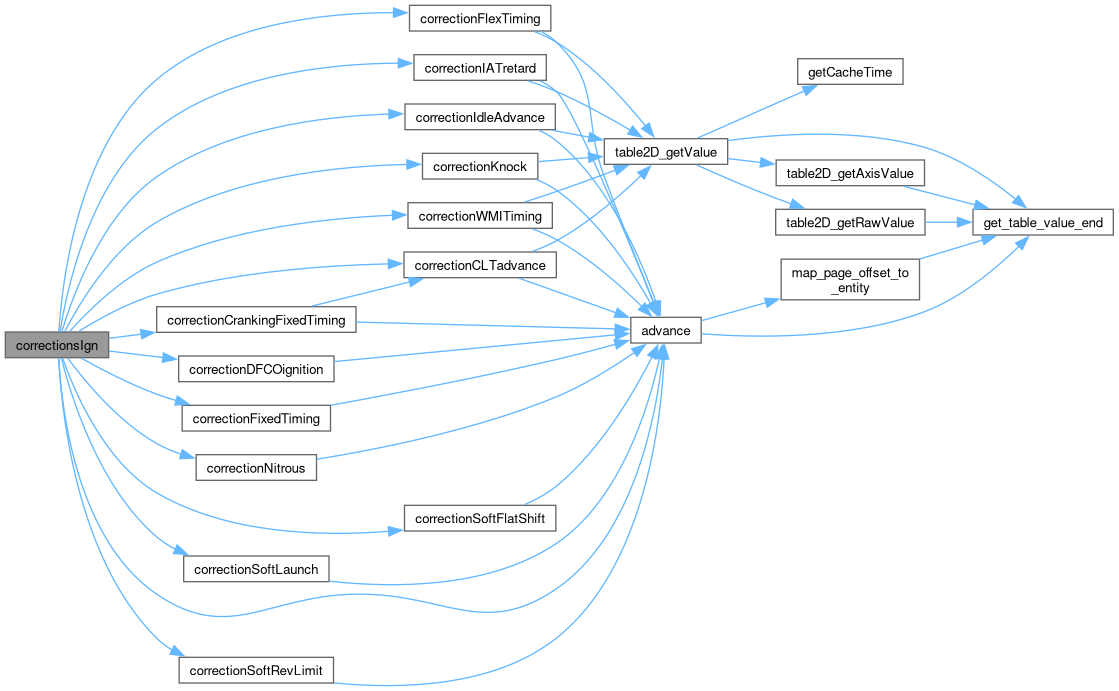 correctionFlexTiming
correctionIATretard
getCacheTime
correctionIdleAdvance
table2D_getValue
correctionKnock
table2D_getAxisValue
correctionWMITiming
table2D_getRawValue
get_table_value_end
correctionCLTadvance
map_page_offset_to
_entity
correctionCrankingFixedTiming
advance
correctionsIgn
correctionDFCOignition
correctionFixedTiming
correctionNitrous
correctionSoftFlatShift
correctionSoftLaunch
correctionSoftRevLimit